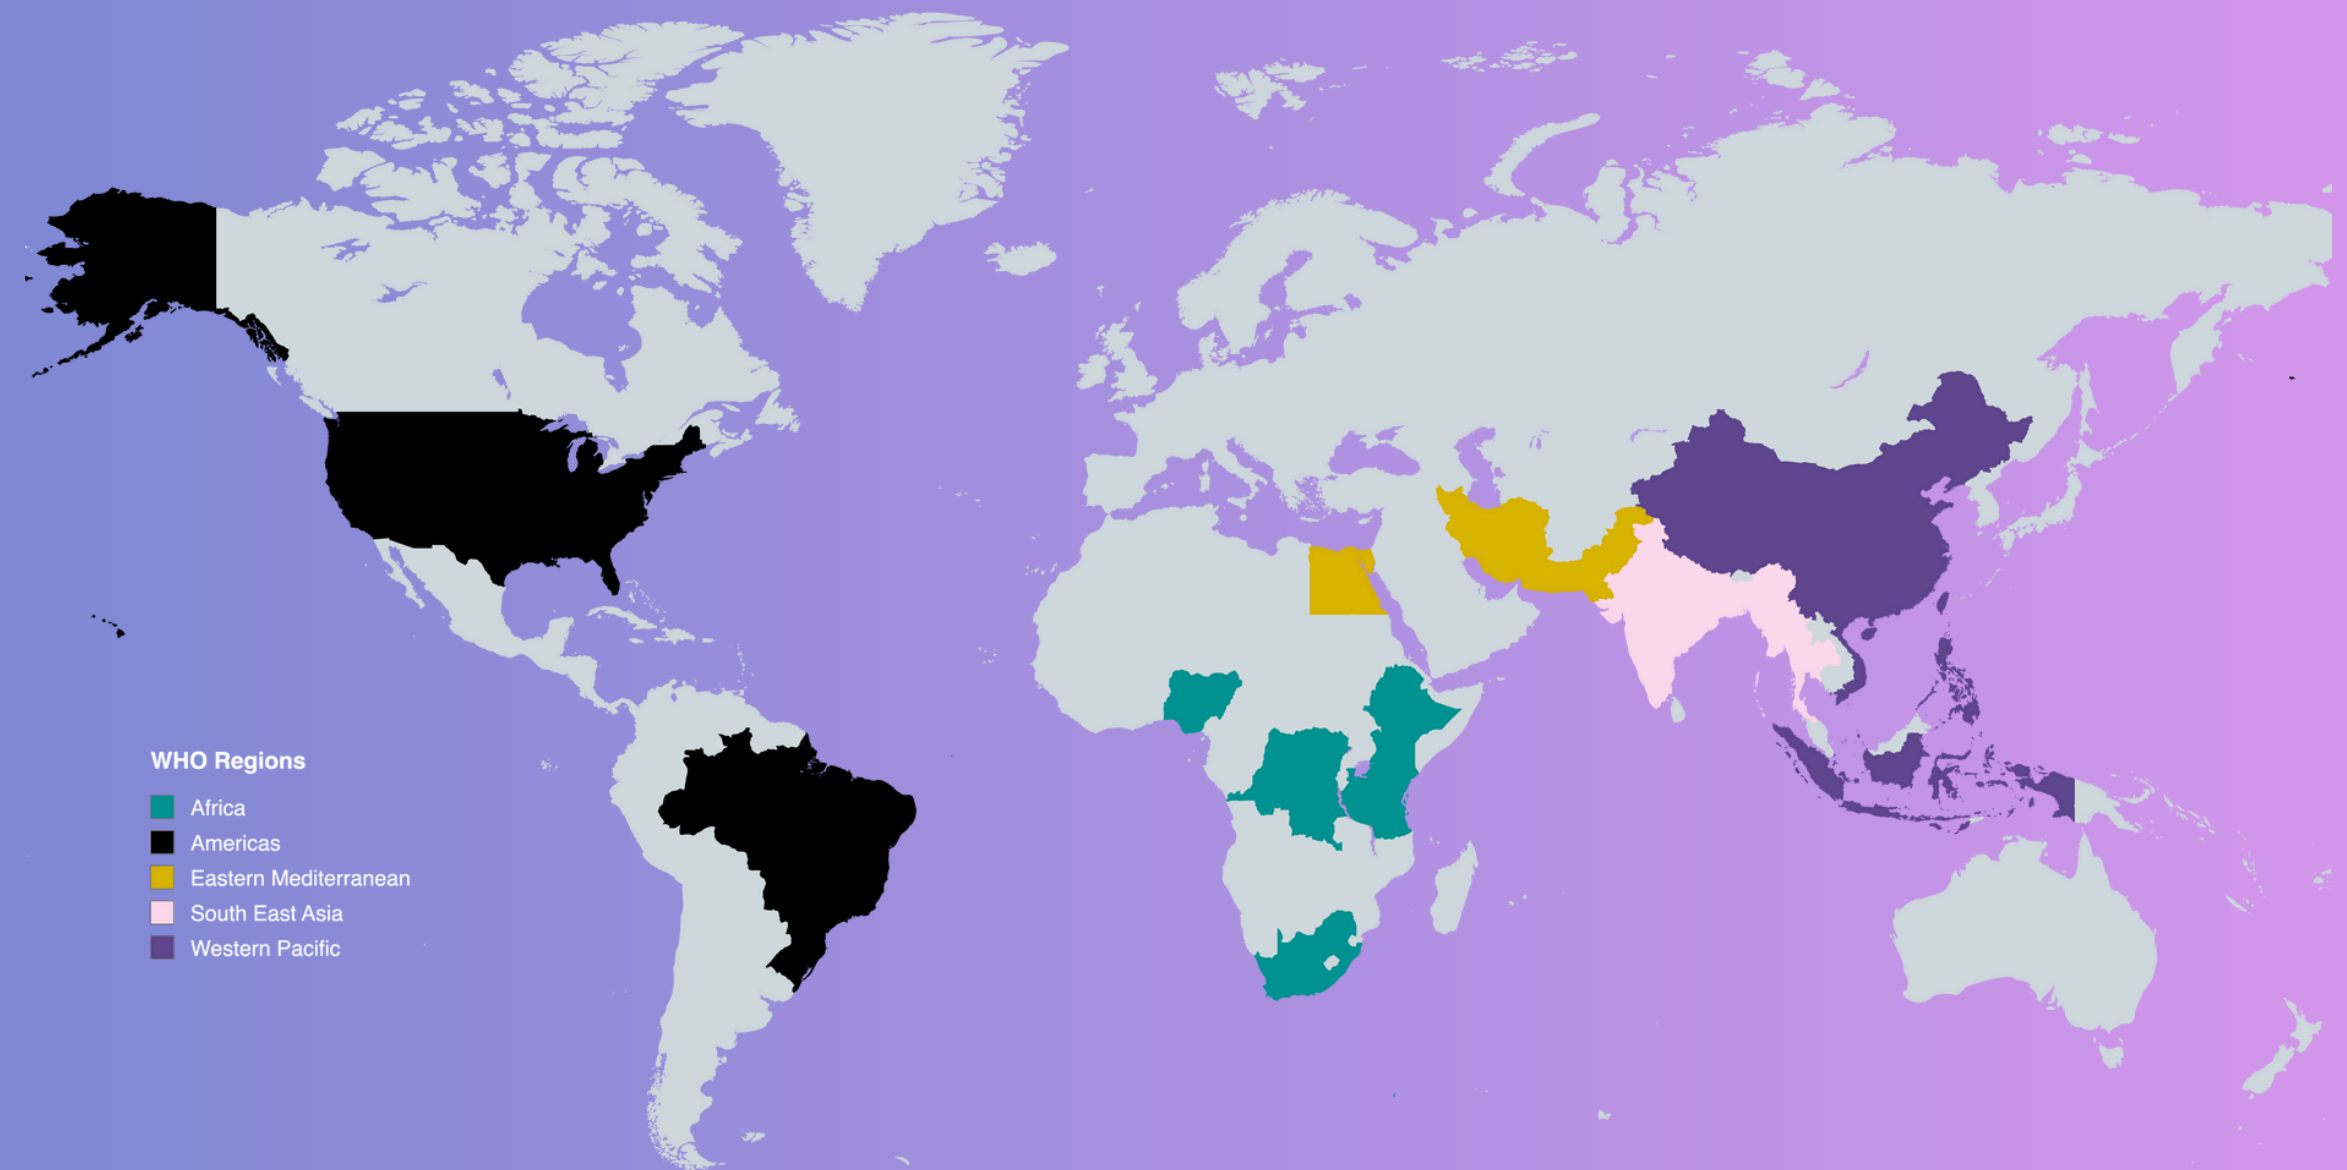 WHO Regions
Africa
Americas
Eastern Mediterranean
South East Asia
Western Pacific